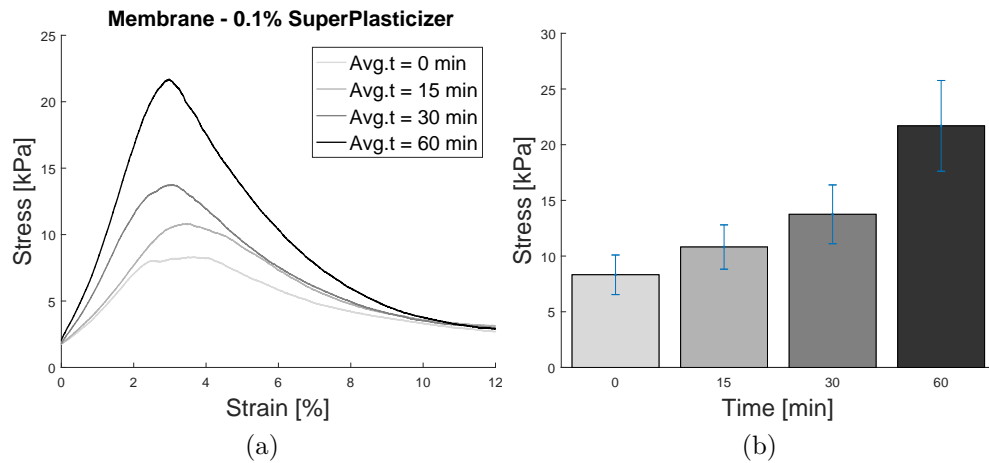 Membrane - 0.1% SuperPlasticizer
25
20
15
10
5
0
Stress [kPa]
Avg.t = 0 min
Avg.t = 15 min
Avg.t = 30 min
Avg.t = 60 min
0 2 4 6 8 10 12
Strain [%]
(a)
30
25
20
15
10
5
0
Stress [kPa]
0 15 30 60
Time [min]
(b)